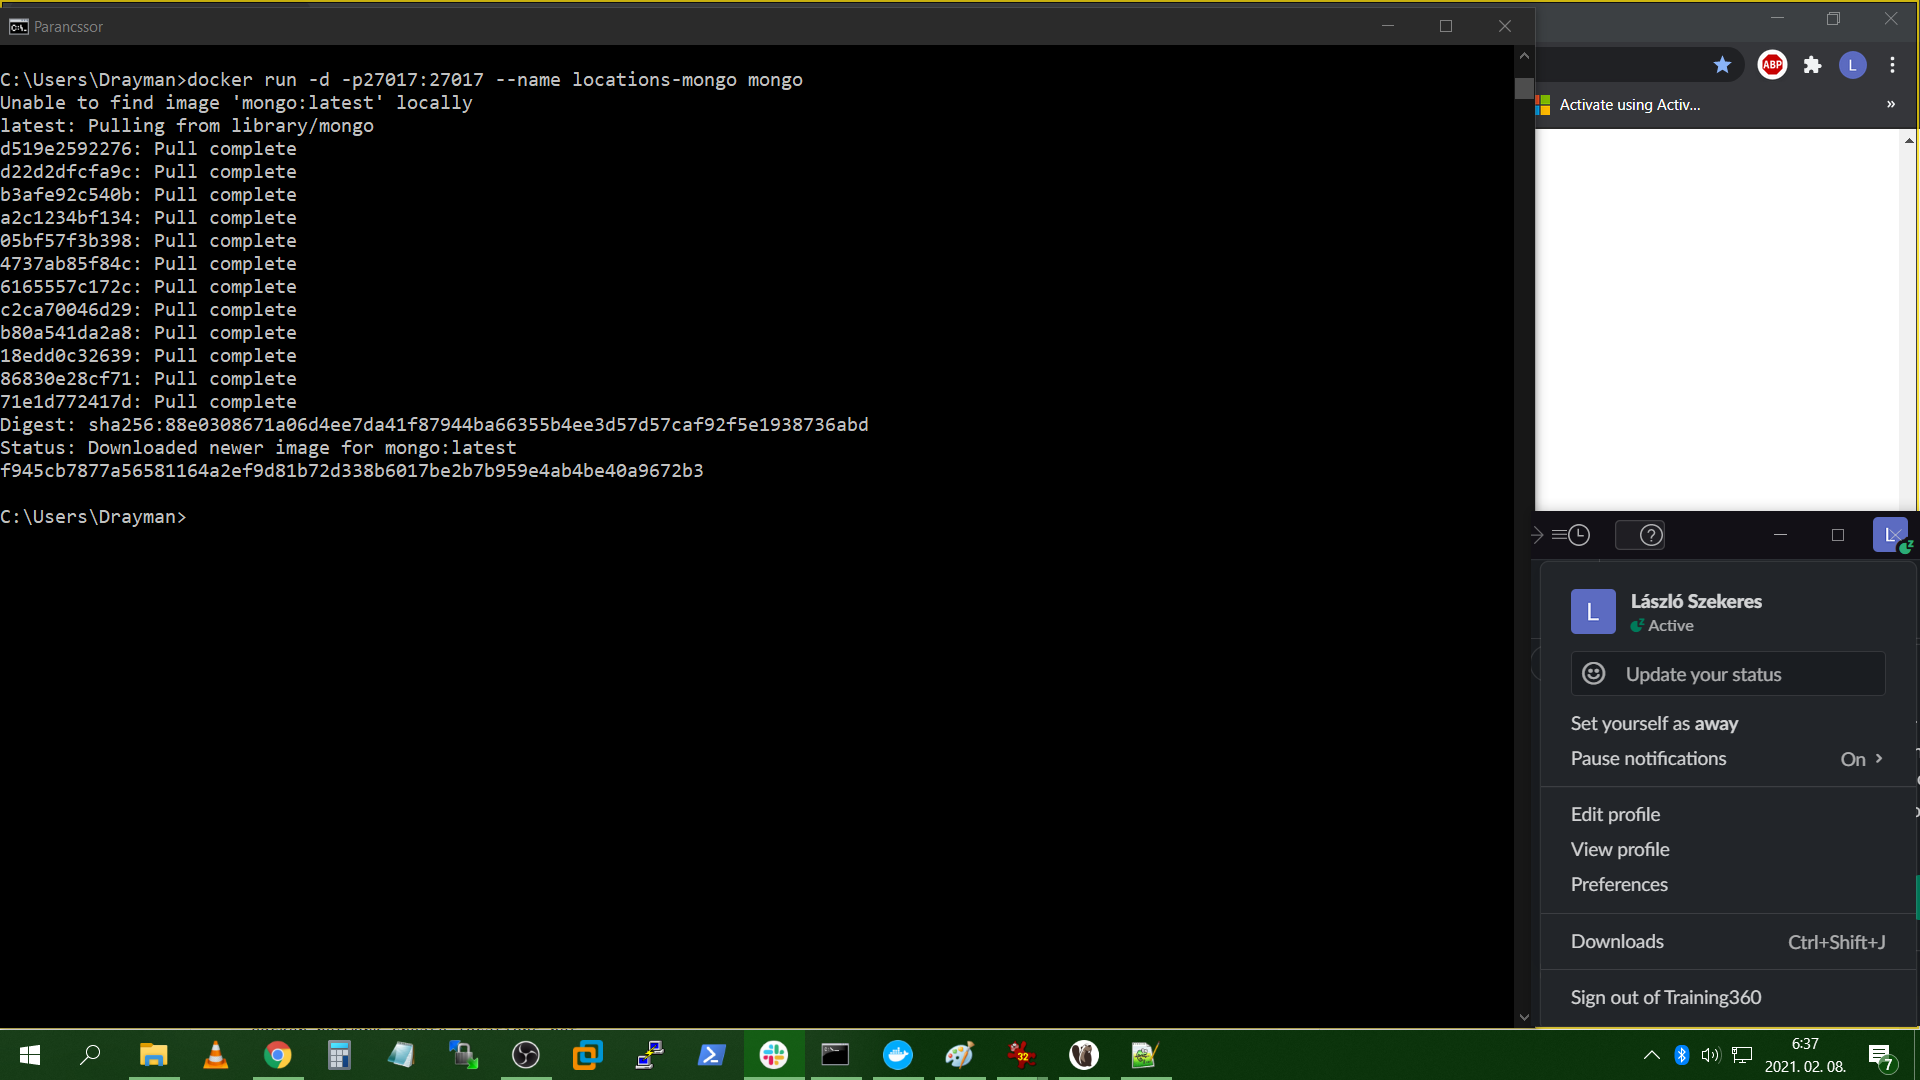 Parancssor
C:\Users\Drayman>docker run -d -p27017:27017 --name locations-mongo mongo
Unable to find image 'mongo:latest' locally
latest: Pulling from library/mongo
d519e2592276: Pull complete
d22d2dfcfa9c: Pull complete
b3afe92c540b: Pull complete
a2c1234bf134: Pull complete
05bf57f3b398: Pull complete
4737ab85f84c: Pull complete
6165557c172c: Pull complete
c2ca70046d29: Pull complete
b80a541da2a8: Pull complete
18edd0c32639: Pull complete
86830e28cf71: Pull complete
71e1d772417d: Pull complete
Digest: sha256:88e0308671a06d4ee7da41f87944ba66355b4ee3d57d57caf92f5e1938736abd
Status: Downloaded newer image for mongo:latest
f945cb7877a56581164a2ef9d81b72d338b6017be2b7b959e4ab4be40a9672b3
C:\Users\Drayman>
ABP
L
Activate using Activ...
»
L
L
László Szekeres
Active
Update your status
Set yourself as away
Pause notifications On
Edit profile
View profile
Preferences
Downloads Ctrl+Shift+J
Sign out of Training360
32
6:37
2021. 02. 08.
7